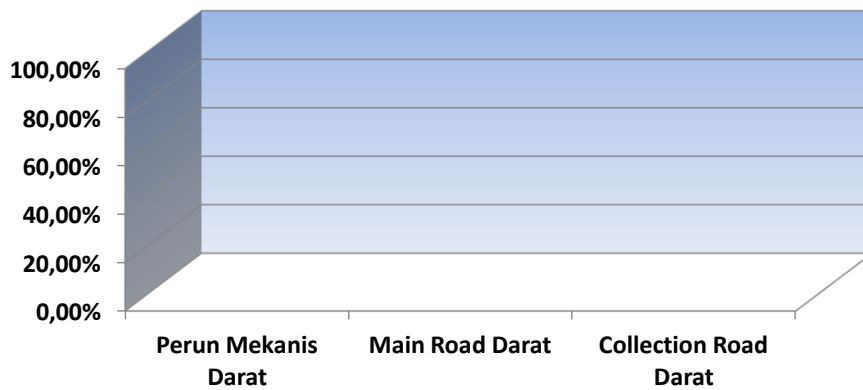 100,00%
80,00%
60,00%
40,00%
20,00%
0,00%
Perun Mekanis
Darat
Main Road Darat
Collection Road
Darat